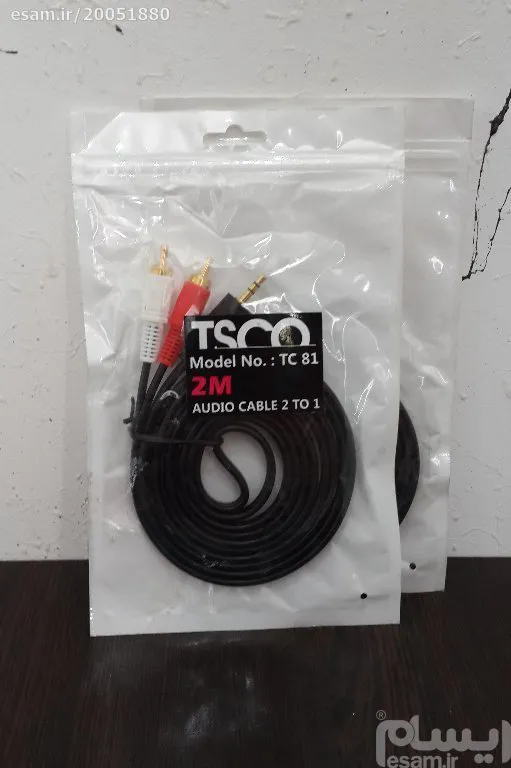 esam.ir/20051880
TSCO
Model No. : TC 81
2M
AUDIO CABLE 2 TO 1
ایسام®
esam.ir